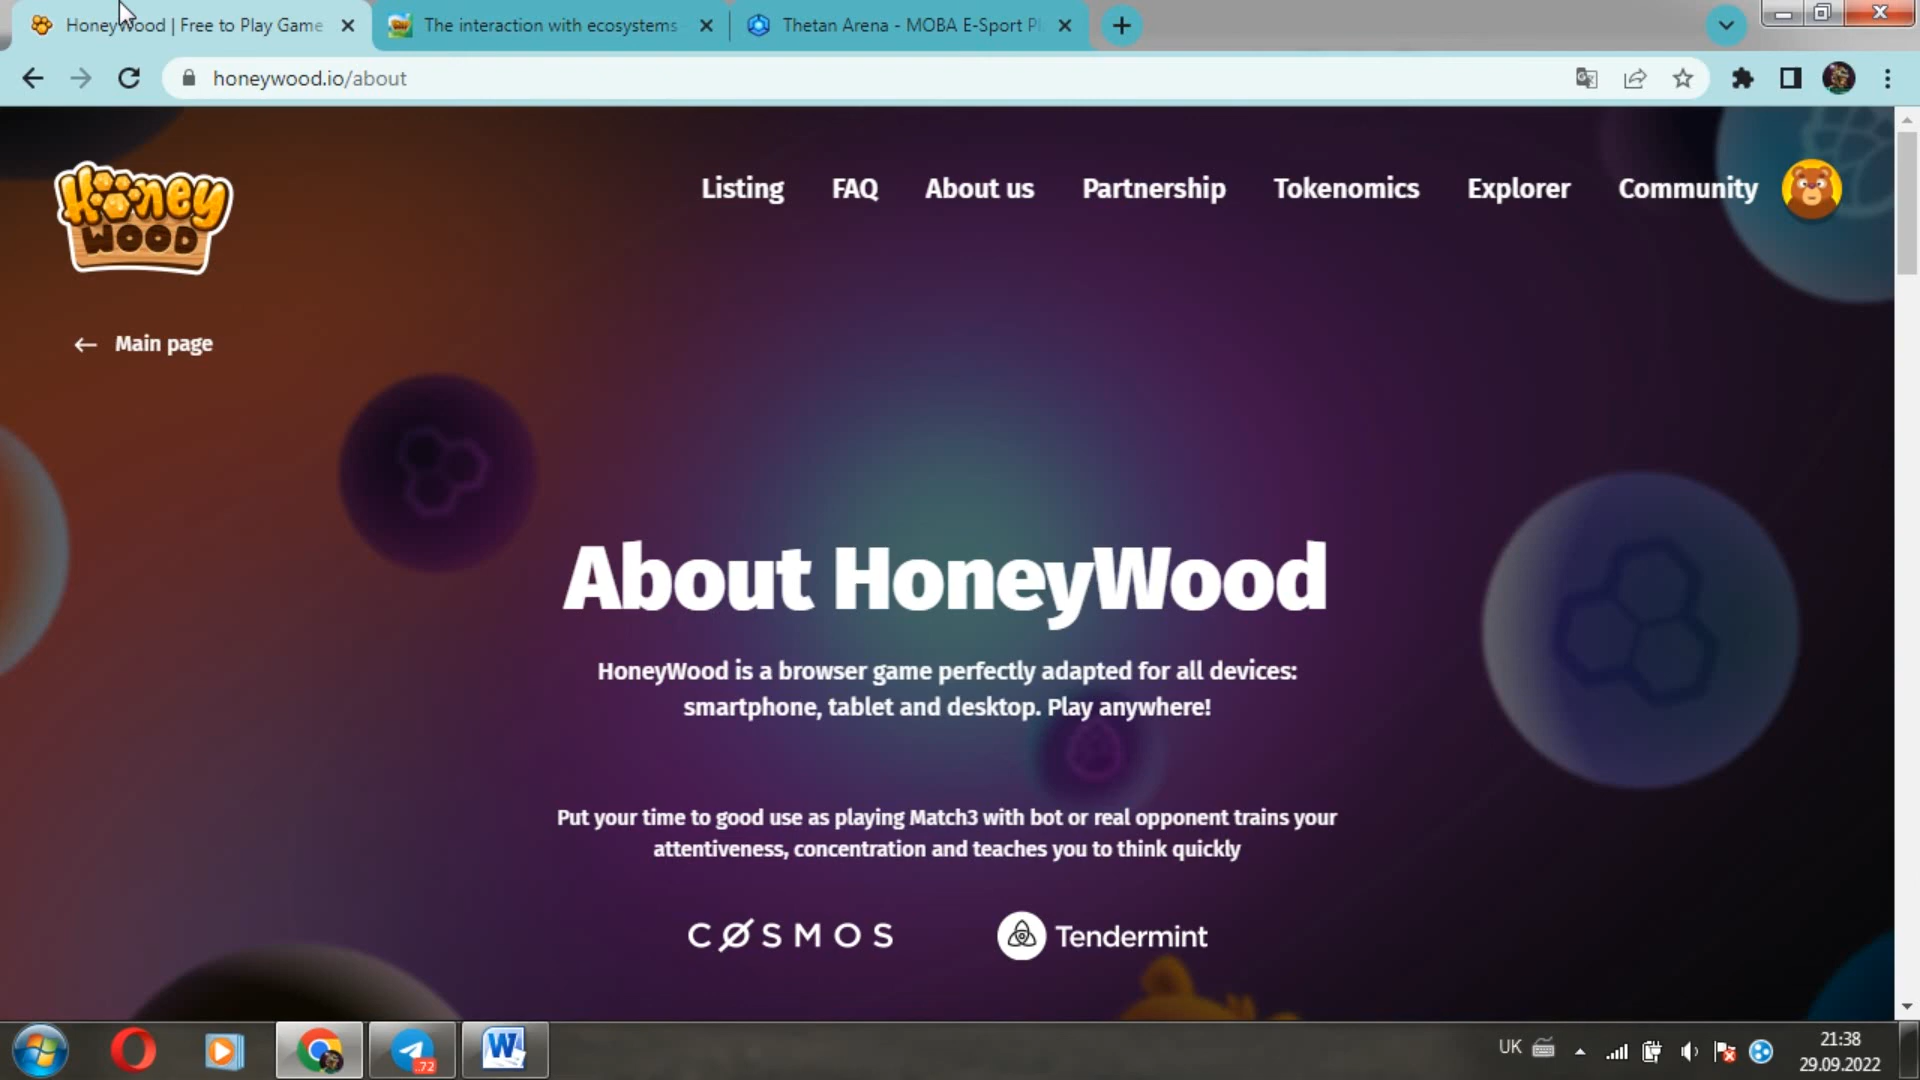 HoneyWood | Free to Play Game
The interaction with ecosystems
Thetan Arena - MOBA E-Sport Pl
honeywood.io/about
Honey
WOOD
Listing
FAQ
About us
Partnership
Tokenomics
Explorer
Community
← Main page
About HoneyWood
HoneyWood is a browser game perfectly adapted for all devices:
smartphone, tablet and desktop. Play anywhere!
Put your time to good use as playing Match3 with bot or real opponent trains your
attentiveness, concentration and teaches you to think quickly
CØSMOS
Tendermint
72
W
UK
21:38
29.09.2022